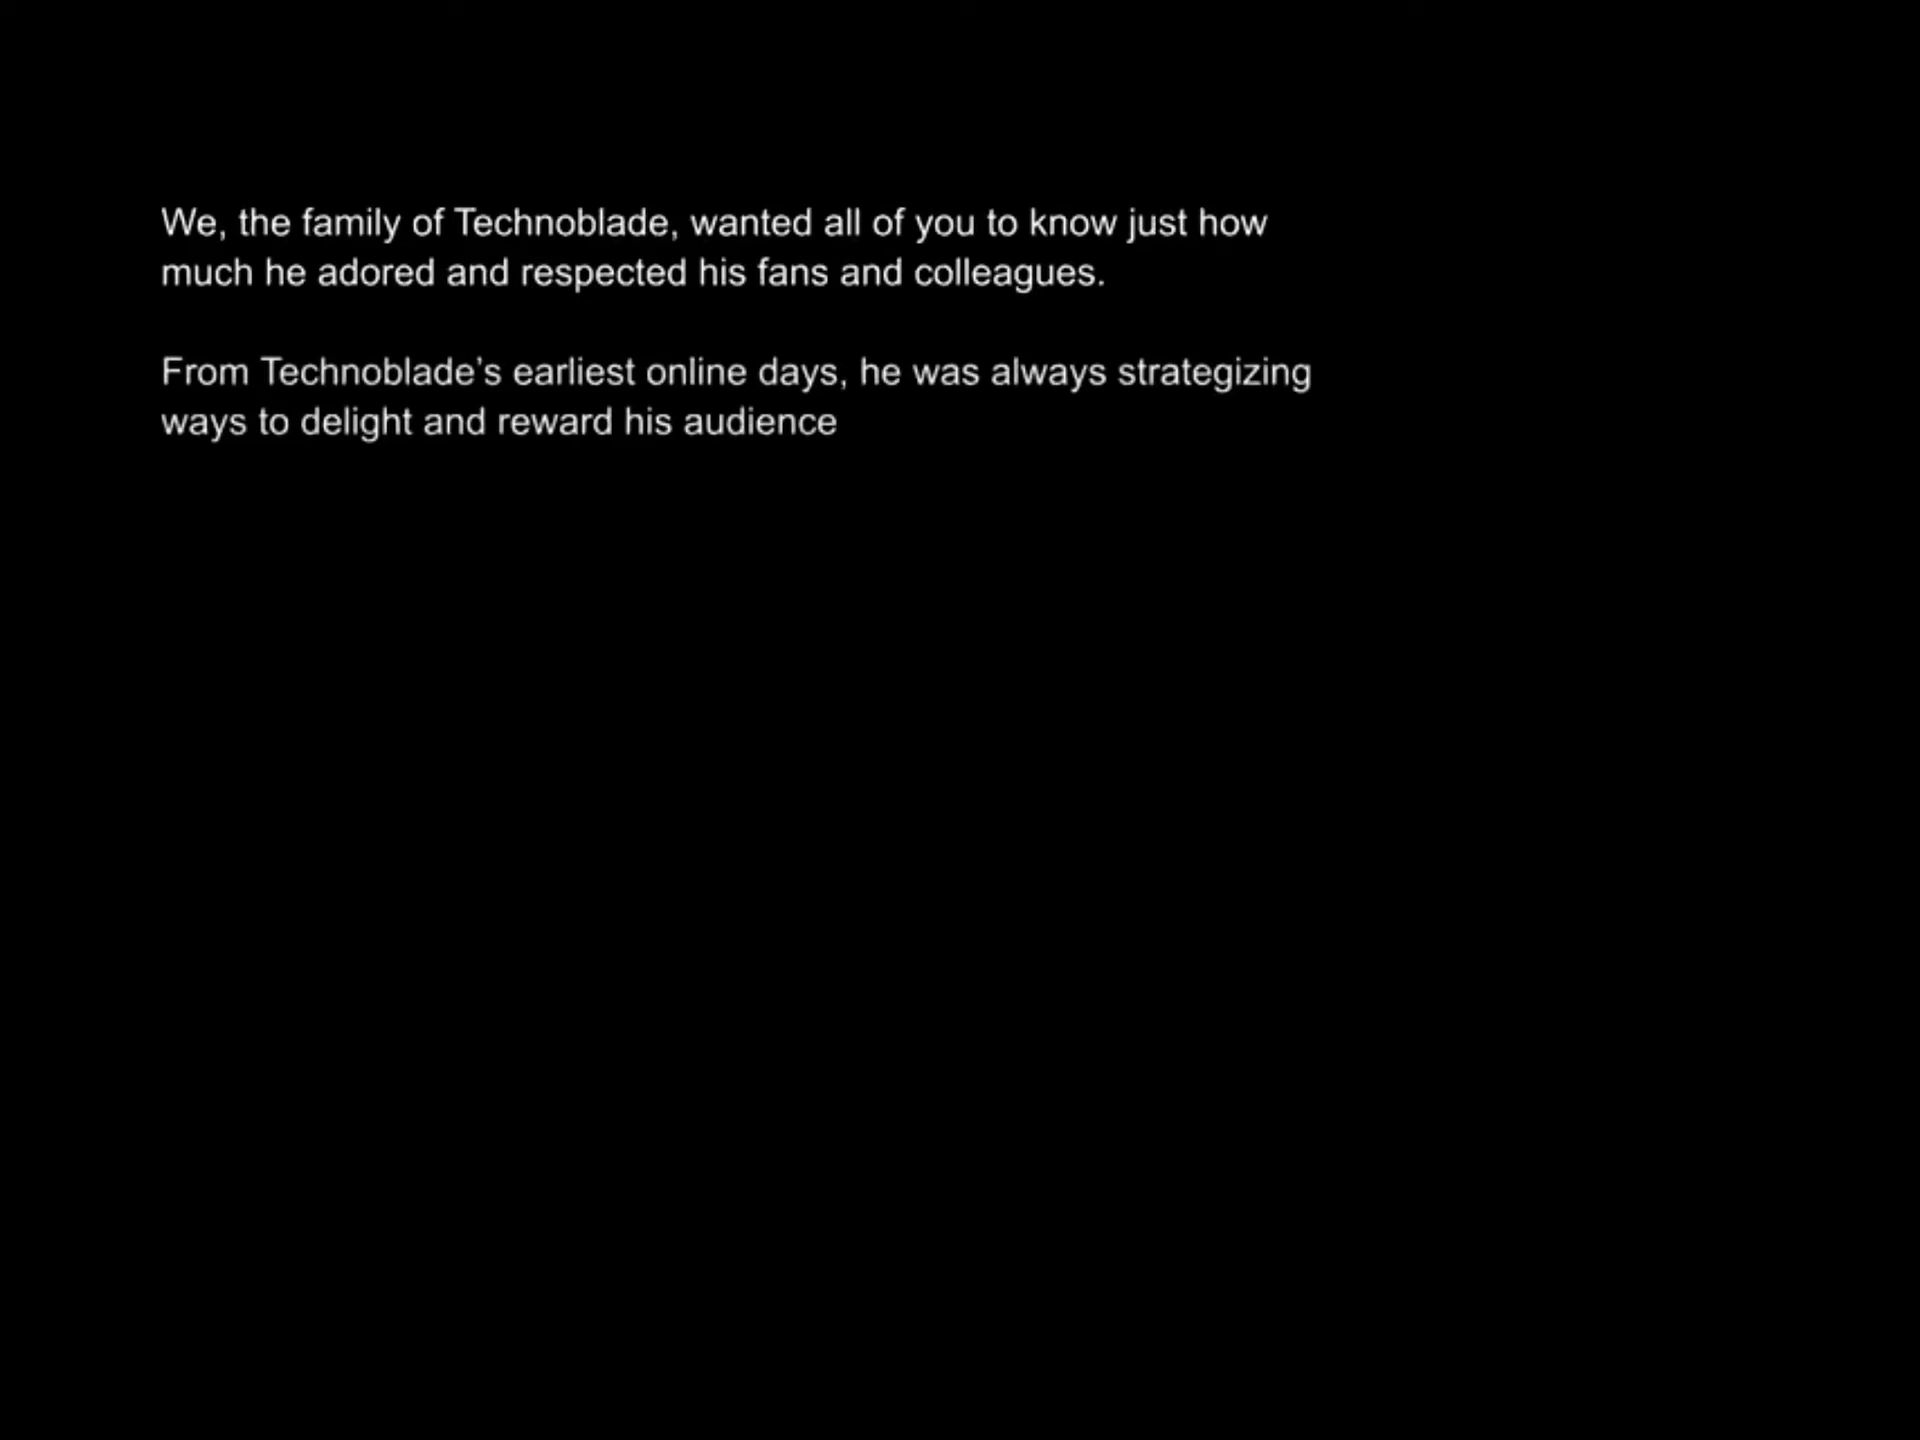 We, the family of Technoblade, wanted all of you to know just how
much he adored and respected his fans and colleagues.
From Technoblade’s earliest online days, he was always strategizing
ways to delight and reward his audience